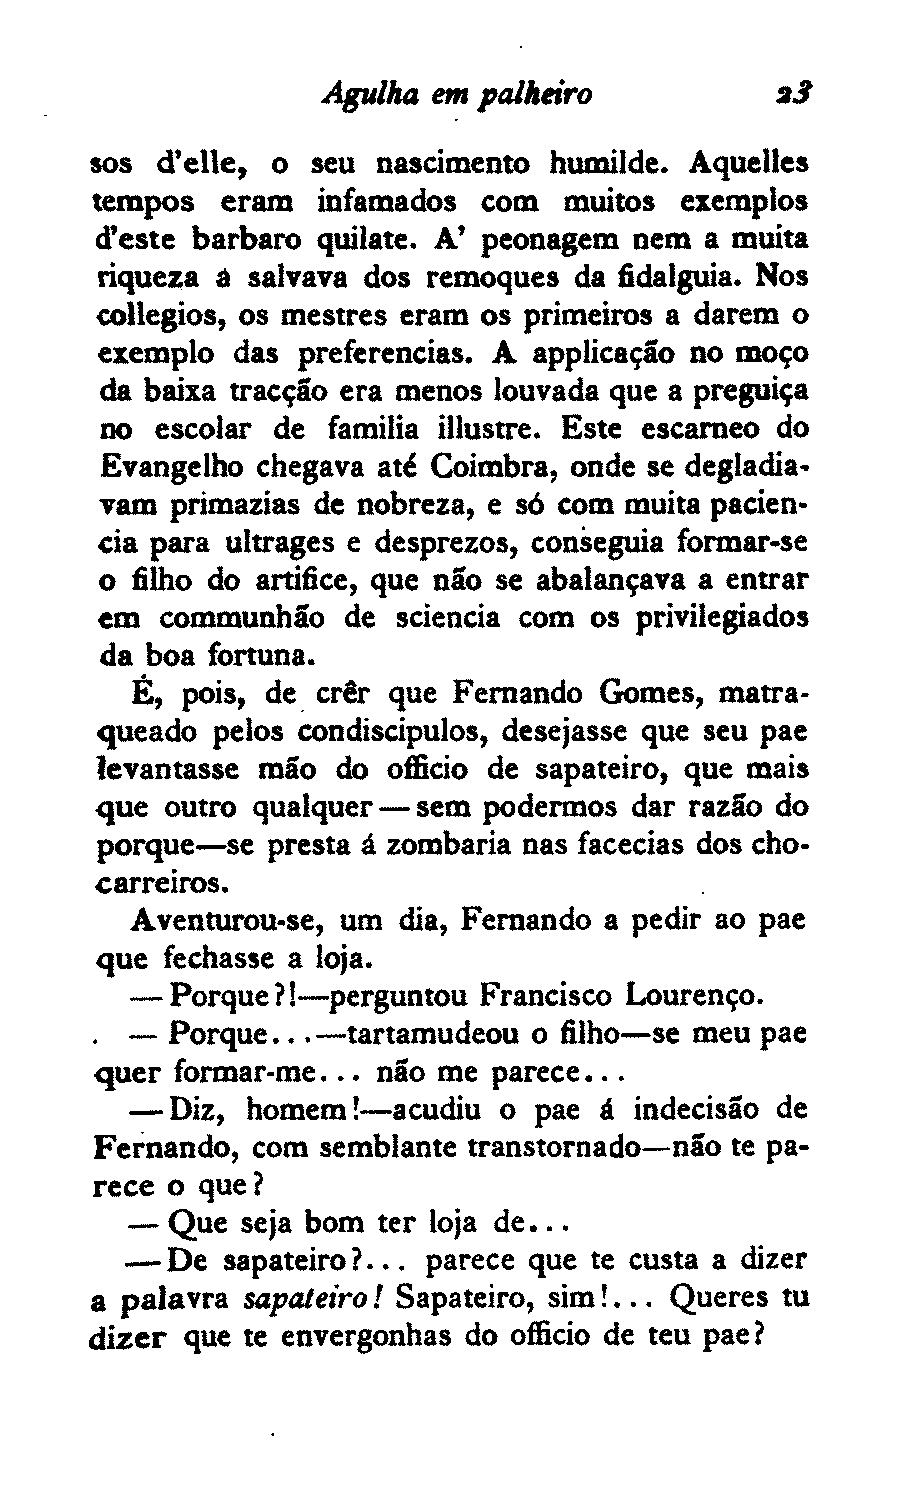 Agulha em palheiro 23
sos d'elle, o seu nascimento humilde. Aquelles
tempos eram infamados com muitos exemplos
d'este barbaro quilate. A' peonagem nem a muita
riqueza a salvava dos remoques da fidalguia. Nos
collegios, os mestres eram os primeiros a darem o
exemplo das preferencias. A applicação no moço
da baixa tracção era menos louvada que a preguiça
no escolar de familia illustre. Este escarneo do
Evangelho chegava até Coimbra, onde se degladia-
vam primazias de nobreza, e só com muita pacien-
cia para ultrages e desprezos, conseguia formar-se
o filho do artifice, que não se abalançava a entrar
em communhão de sciencia com os privilegiados
da boa fortuna.
É, pois, de crêr que Fernando Gomes, matra-
queado pelos condiscipulos, desejasse que seu pae
levantasse mão do officio de sapateiro, que mais
que outro qualquer — sem podermos dar razão do
porque—se presta á zombaria nas facecias dos cho-
carreiros.
Aventurou-se, um dia, Fernando a pedir ao pae
que fechasse a loja.
— Porque?!—perguntou Francisco Lourenço.
— Porque...—tartamudeou o filho—se meu pae
quer formar-me... não me parece...
— Diz, homem!—acudiu o pae á indecisão de
Fernando, com semblante transtornado—não te pa-
rece o que?
— Que seja bom ter loja de...
— De sapateiro?... parece que te custa a dizer
a palavra sapateiro! Sapateiro, sim!... Queres tu
dizer que te envergonhas do officio de teu pae?